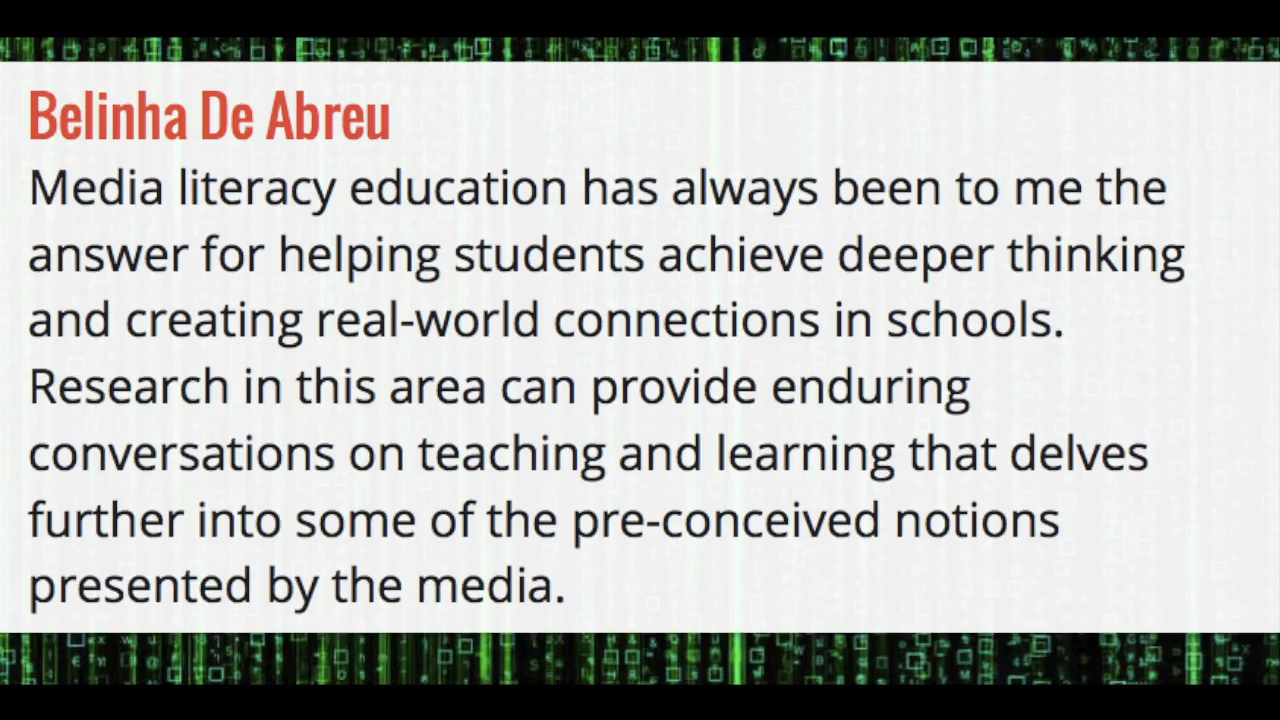 Belinha De Abreu
Media literacy education has always been to me the
answer for helping students achieve deeper thinking
and creating real-world connections in schools.
Research in this area can provide enduring
conversations on teaching and learning that delves
further into some of the pre-conceived notions
presented by the media.